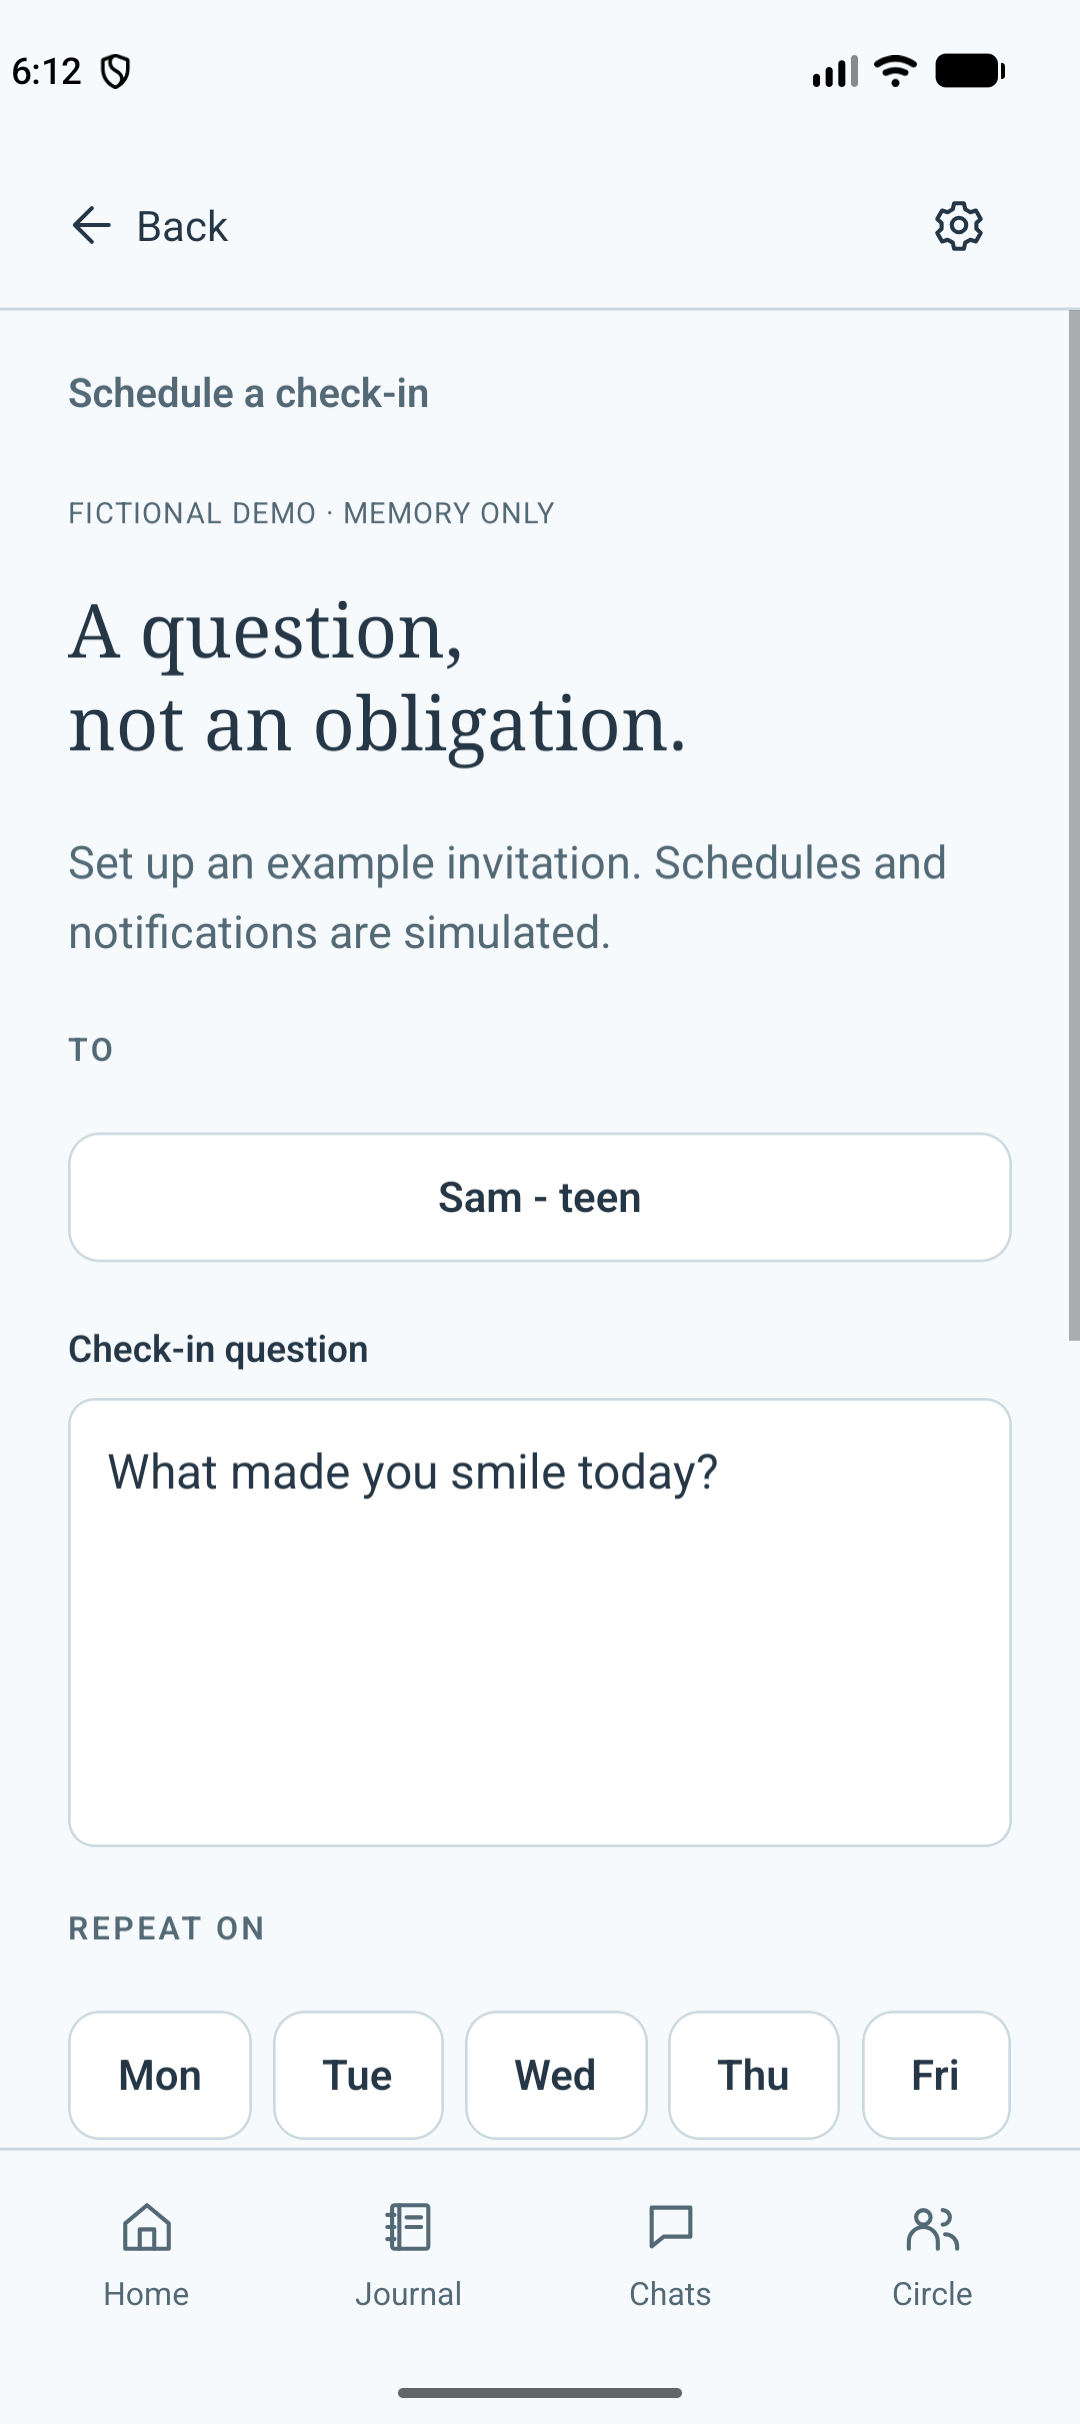 6:12
Back
Schedule a check-in
FICTIONAL DEMO · MEMORY ONLY
A question,
not an obligation.
Set up an example invitation. Schedules and
notifications are simulated.
TO
Sam - teen
Check-in question
What made you smile today?
REPEAT ON
Mon Tue Wed Thu Fri
Home Journal Chats Circle